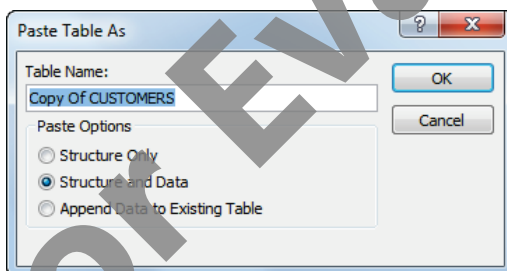 Paste Table As
Table Name:
Copy Of CUSTOMERS
Paste Options
Structure Only
Structure and Data
Append Data to Existing Table
OK
Cancel